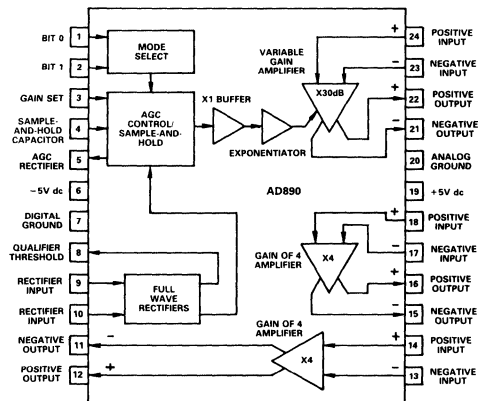 BIT 0 1
BIT 1 2
GAIN SET 3
SAMPLE-
AND-HOLD
CAPACITOR 4
AGC
RECTIFIER 5
−5V dc 6
DIGITAL
GROUND 7
QUALIFIER
THRESHOLD 8
RECTIFIER
INPUT 9
RECTIFIER
INPUT 10
NEGATIVE
OUTPUT 11
POSITIVE
OUTPUT 12
MODE
SELECT
AGC
CONTROL/
SAMPLE-AND-
HOLD
X1 BUFFER
EXPONENTIATOR
VARIABLE
GAIN
AMPLIFIER
X30dB
AD890
FULL
WAVE
RECTIFIERS
GAIN OF 4
AMPLIFIER
X4
GAIN OF 4
AMPLIFIER
X4
−
+
+ 24 POSITIVE
INPUT
− 23 NEGATIVE
INPUT
+ 22 POSITIVE
OUTPUT
− 21 NEGATIVE
OUTPUT
20 ANALOG
GROUND
19 +5V dc
+ 18 POSITIVE
INPUT
− 17 NEGATIVE
INPUT
+ 16 POSITIVE
OUTPUT
− 15 NEGATIVE
OUTPUT
+ 14 POSITIVE
INPUT
− 13 NEGATIVE
INPUT